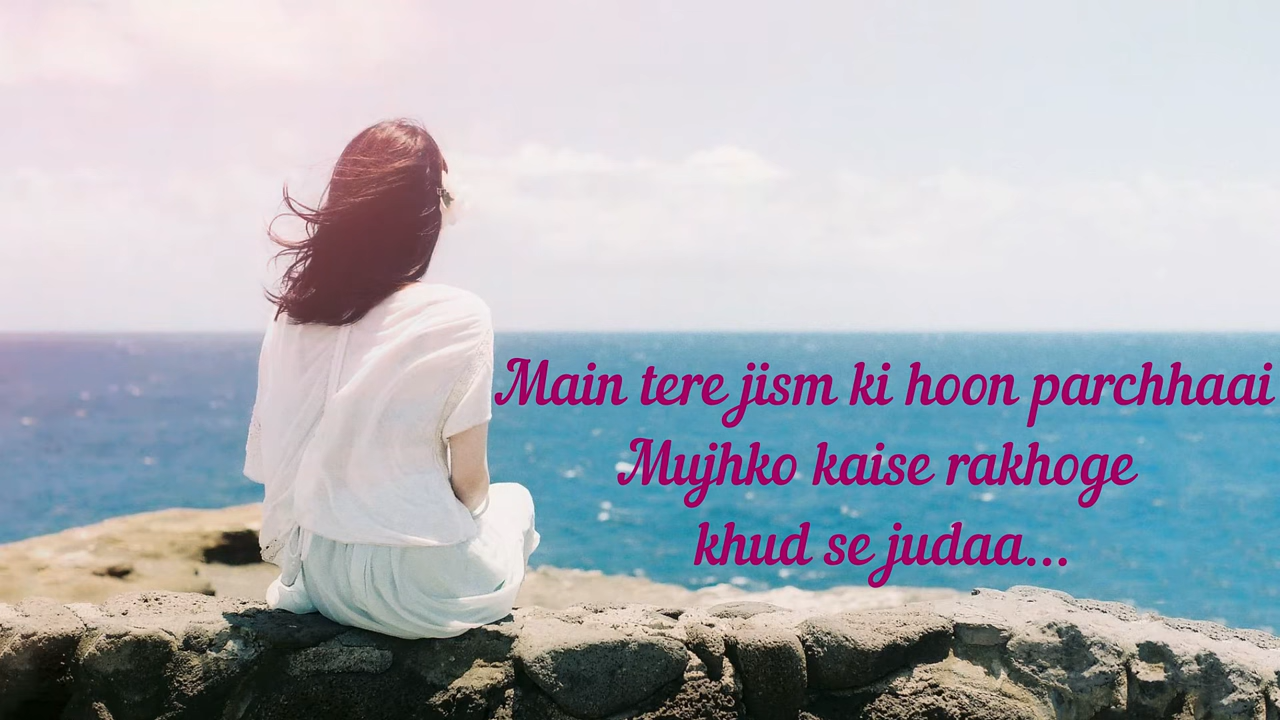 Main tere jism ki hoon parchhaai
Mujhko kaise rakhoge
khud se judaa...